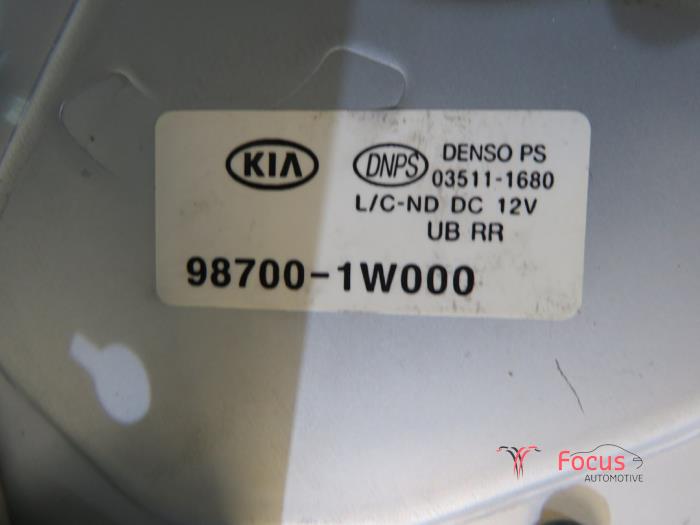 KIA
DNPS
DENSO PS
03511-1680
L/C-ND DC 12V
UB RR
98700-1W000
Focus
AUTOMOTIVE